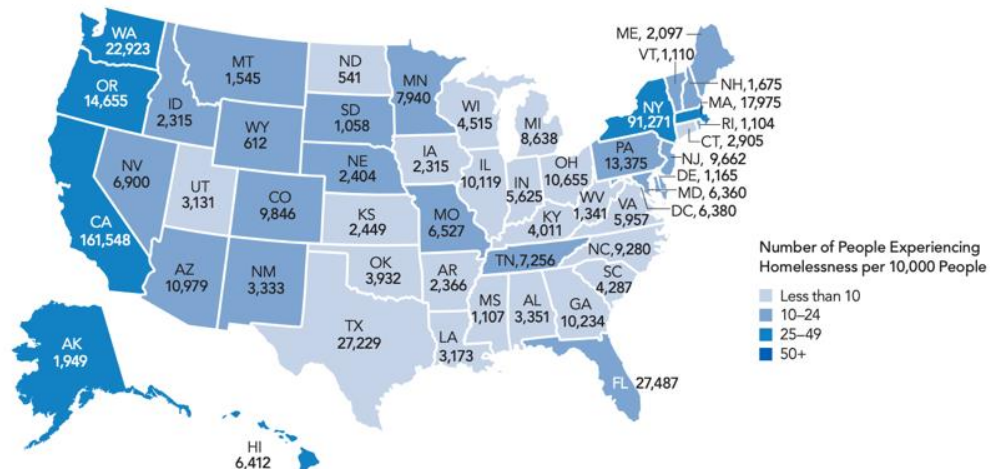 WA
22,923
OR
14,655
CA
161,548
ID
2,315
NV
6,900
MT
1,545
WY
612
UT
3,131
AZ
10,979
CO
9,846
NM
3,333
ND
541
SD
1,058
NE
2,404
KS
2,449
OK
3,932
TX
27,229
MN
7,940
IA
2,315
MO
6,527
AR
2,366
LA
3,173
WI
4,515
IL
10,119
MI
8,638
IN
5,625
OH
10,655
KY
4,011
TN, 7,256
MS
1,107
AL
3,351
GA
10,234
FL 27,487
SC
4,287
NC, 9,280
VA
5,957
WV
1,341
PA
13,375
NY
91,271
ME, 2,097
VT, 1,110
NH, 1,675
MA, 17,975
RI, 1,104
CT, 2,905
NJ, 9,662
DE, 1,165
MD, 6,360
DC, 6,380
AK
1,949
HI
6,412
Number of People Experiencing
Homelessness per 10,000 People
Less than 10
10–24
25–49
50+